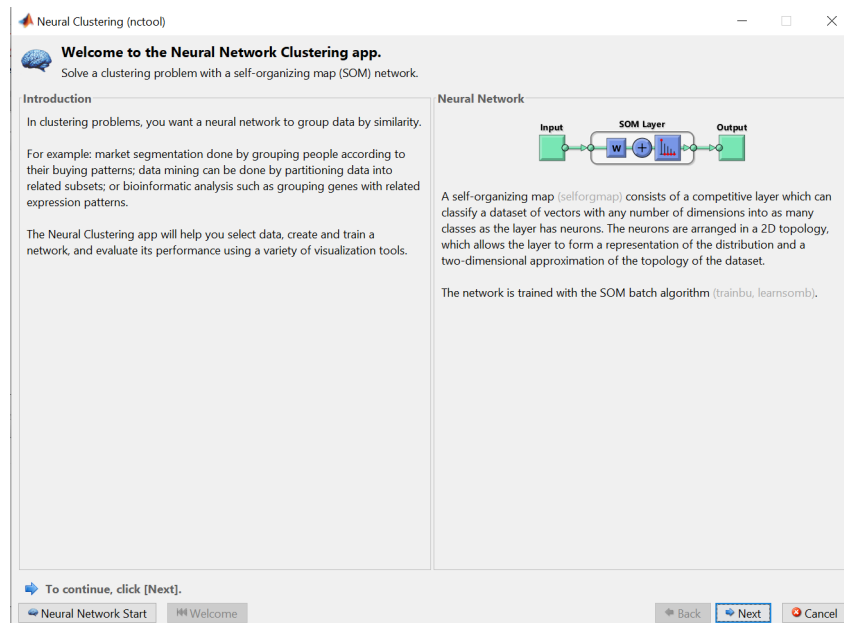 Neural Clustering (nctool)
Welcome to the Neural Network Clustering app.
Solve a clustering problem with a self-organizing map (SOM) network.
Introduction
In clustering problems, you want a neural network to group data by similarity.
For example: market segmentation done by grouping people according to
their buying patterns; data mining can be done by partitioning data into
related subsets; or bioinformatic analysis such as grouping genes with related
expression patterns.
The Neural Clustering app will help you select data, create and train a
network, and evaluate its performance using a variety of visualization tools.
Neural Network
Input
SOM Layer
Output
W
+
A self-organizing map (selforgmap) consists of a competitive layer which can
classify a dataset of vectors with any number of dimensions into as many
classes as the layer has neurons. The neurons are arranged in a 2D topology,
which allows the layer to form a representation of the distribution and a
two-dimensional approximation of the topology of the dataset.
The network is trained with the SOM batch algorithm (trainbu, learnsomb).
To continue, click [Next].
Neural Network Start
Welcome
Back
Next
Cancel